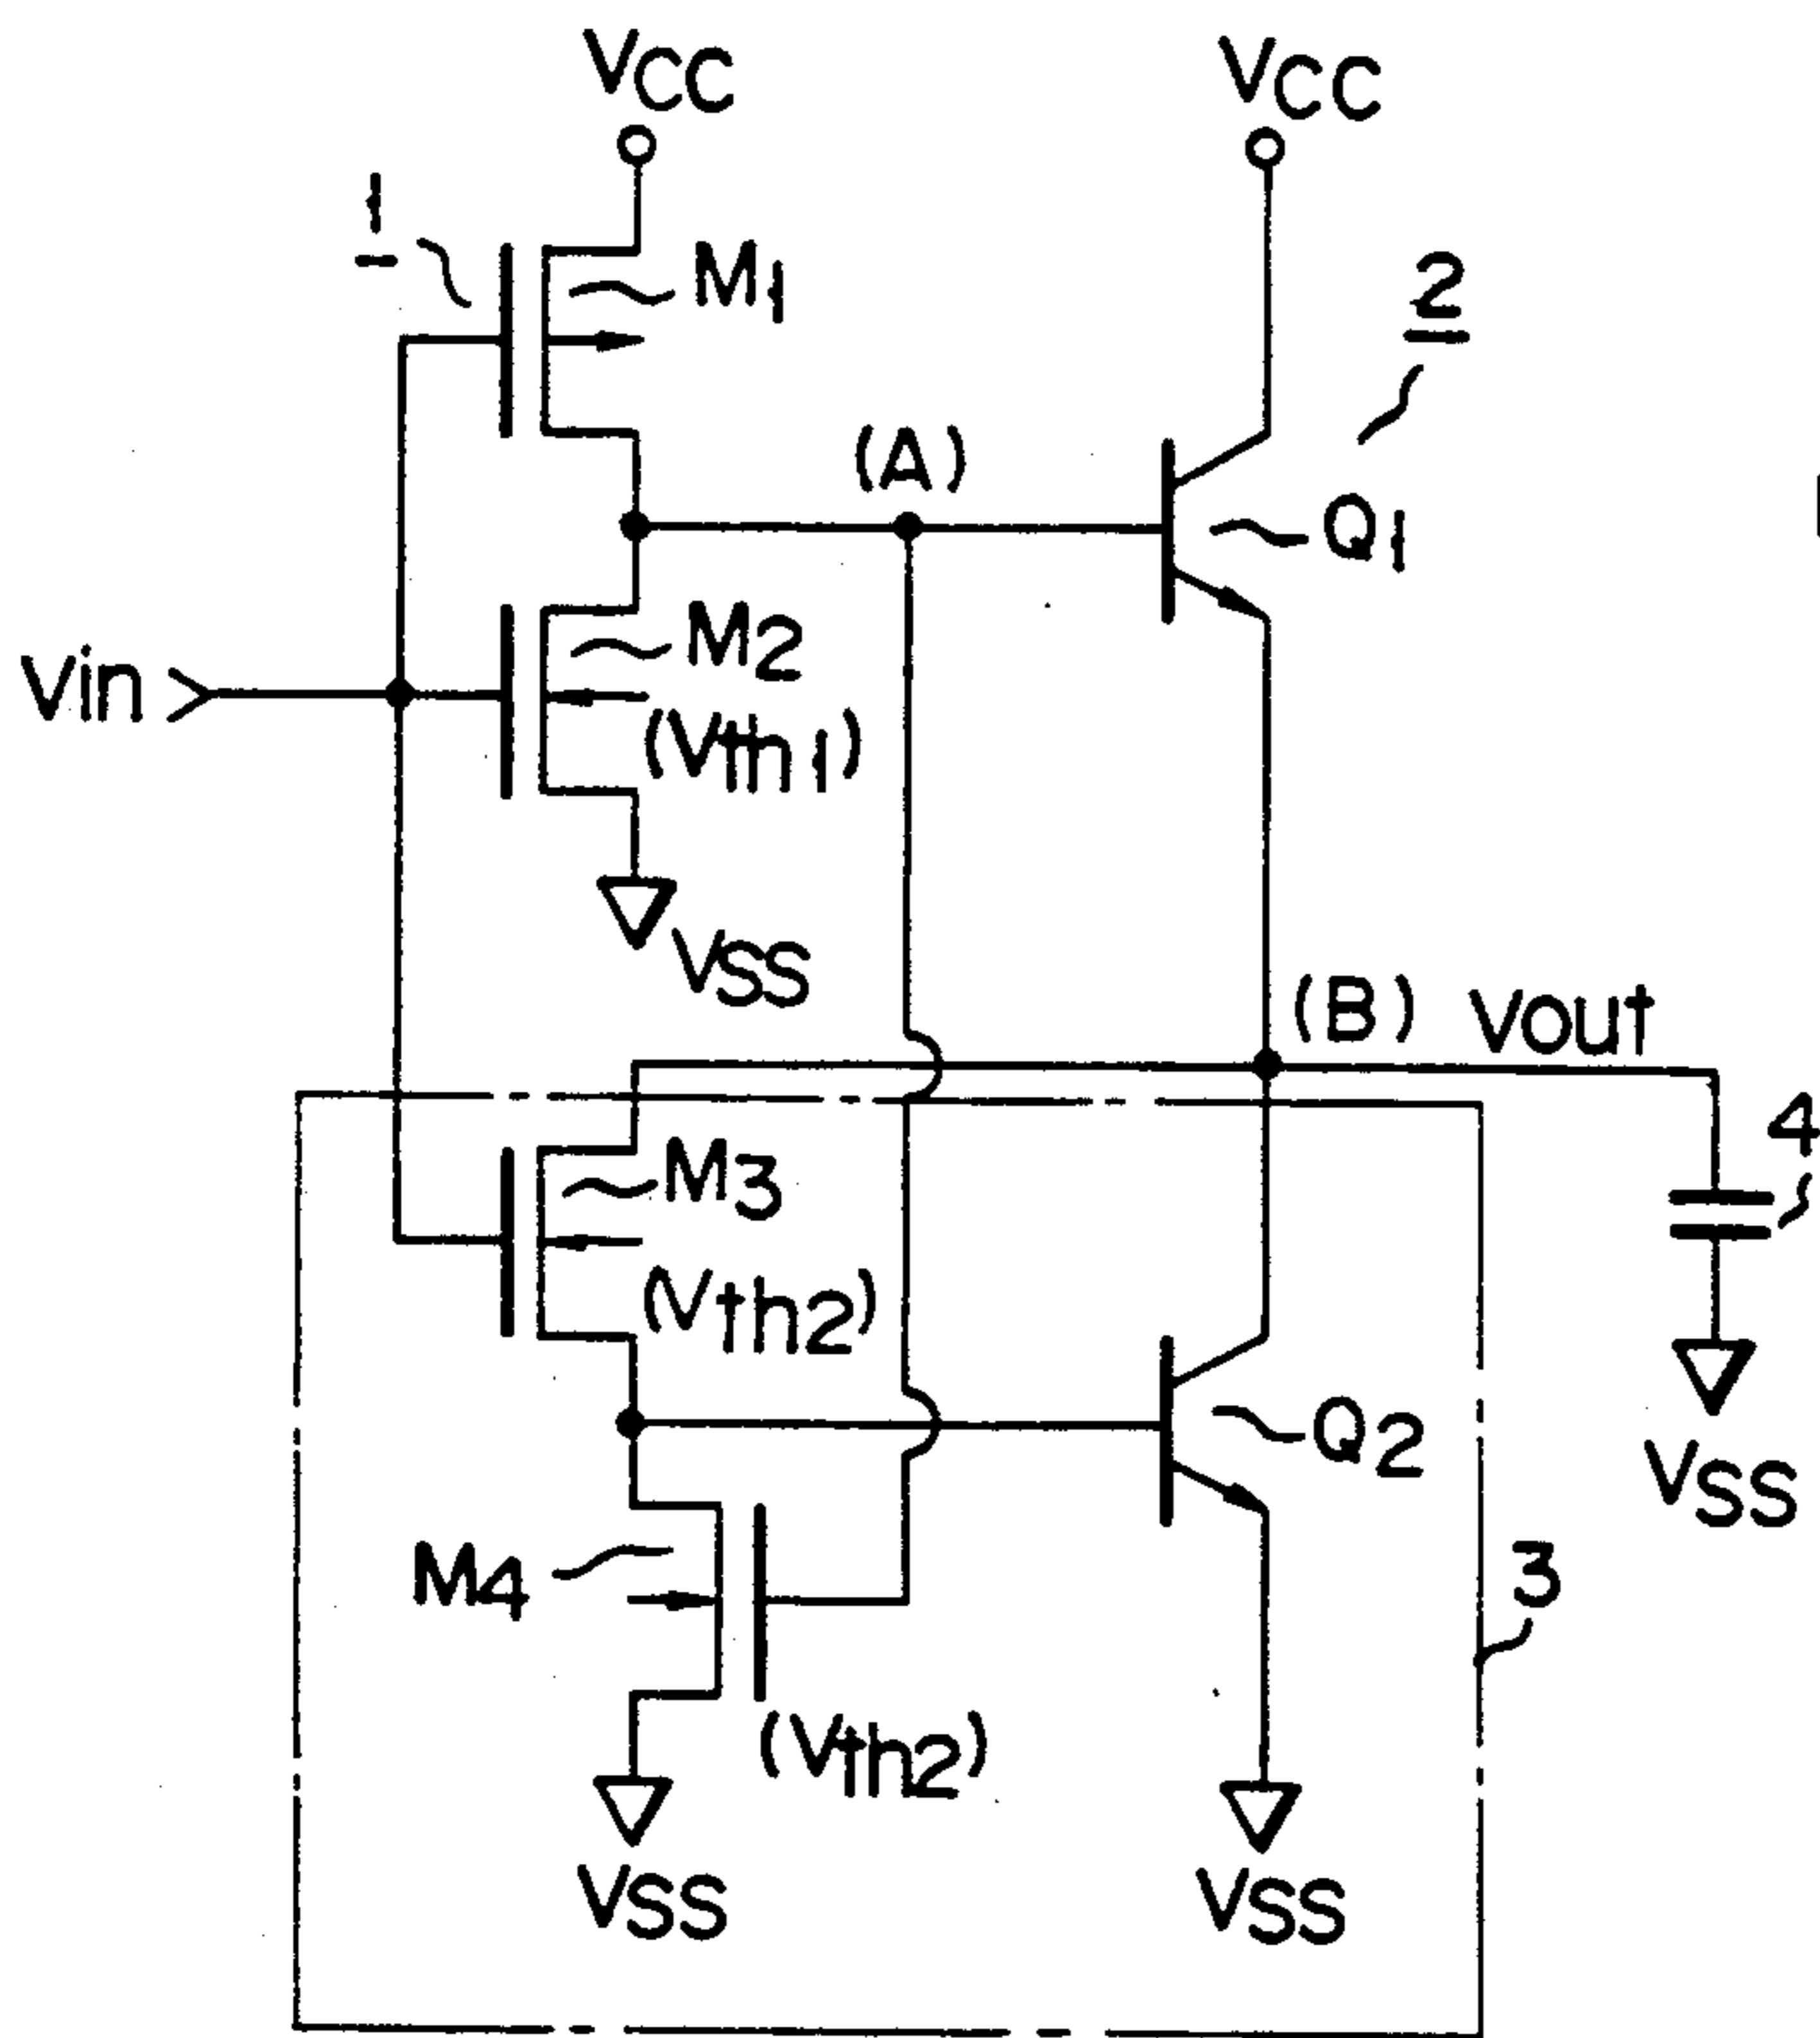 VCC
VCC
1
M1
2
(A)
Q1
M2
Vin
(Vth1)
VSS
(B) Vout
4
M3
(Vth2)
Q2
VSS
M4
3
(Vth2)
VSS
VSS